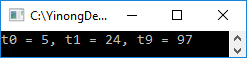 C:\YinongDe...
t0 = 5, t1 = 24, t9 = 97